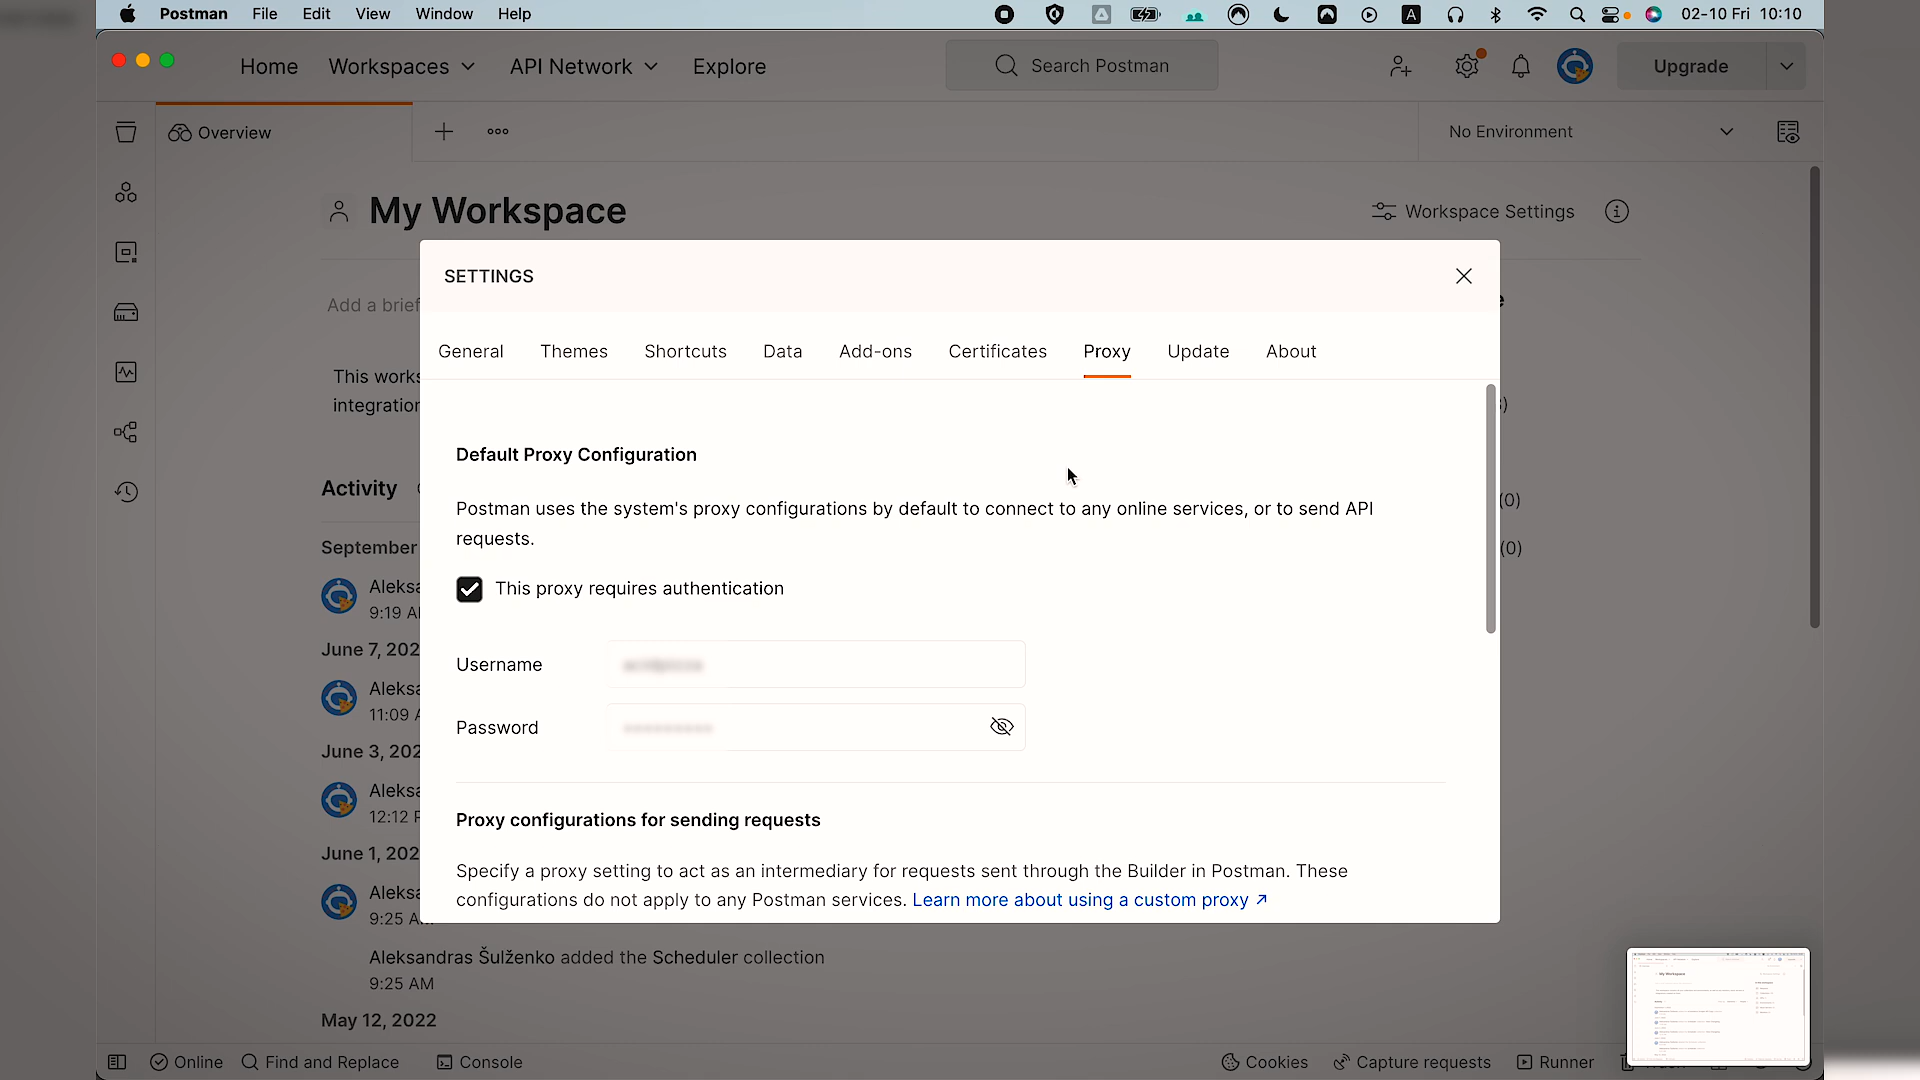 Postman File Edit View Window Help
A
02-10 Fri 10:10
Home Workspaces API Network Explore
Search Postman
Upgrade
Overview
No Environment
My Workspace
Workspace Settings
SETTINGS
Add a brief
General Themes Shortcuts Data Add-ons Certificates Proxy Update About
This works
integration
Default Proxy Configuration
Activity
Postman uses the system's proxy configurations by default to connect to any online services, or to send API
requests.
(0)
September
(0)
This proxy requires authentication
Aleksa
9:19 A
June 7, 202
Username
Aleksa
11:09 A
Password
June 3, 202
Aleksa
12:12 P
Proxy configurations for sending requests
June 1, 202
Specify a proxy setting to act as an intermediary for requests sent through the Builder in Postman. These
configurations do not apply to any Postman services. Learn more about using a custom proxy ↗
Aleksa
9:25 A
Aleksandras Šulženko added the Scheduler collection
9:25 AM
May 12, 2022
Online Find and Replace Console
Cookies Capture requests Runner